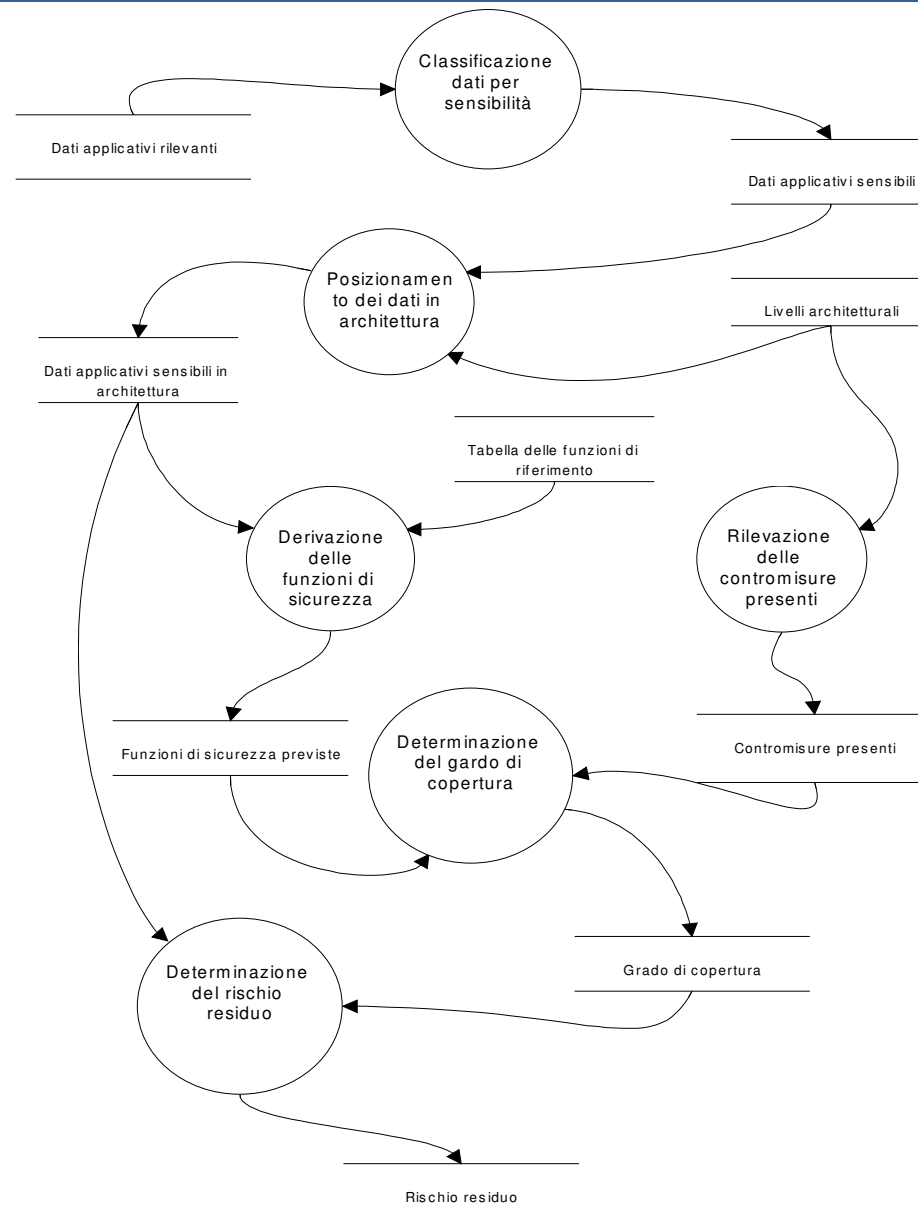 Classificazione
dati per
sensibilità
Dati applicativi rilevanti
Dati applicativi sensibili
Posizionamen
to dei dati in
architettura
Livelli architetturali
Dati applicativi sensibili in
architettura
Tabella delle funzioni di
riferimento
Derivazione
delle
funzioni di
sicurezza
Rilevazione
delle
contromisure
presenti
Funzioni di sicurezza previste
Determinazione
del gardo di
copertura
Contromisure presenti
Determinazione
del rischio
residuo
Grado di copertura
Rischio residuo